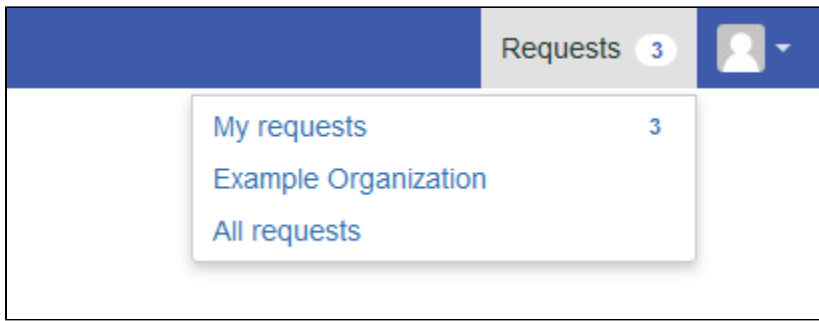 Requests 3
My requests 3
Example Organization
All requests